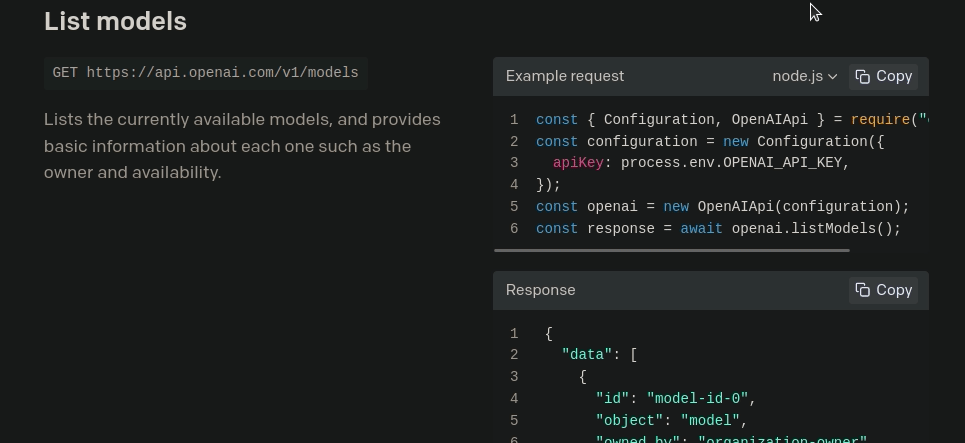 List models
GET https://api.openai.com/v1/models
Lists the currently available models, and provides
basic information about each one such as the
owner and availability.
Example request
node.js
Copy
1 const { Configuration, OpenAIApi } = require("
2 const configuration = new Configuration({
3 apiKey: process.env.OPENAI_API_KEY,
4 });
5 const openai = new OpenAIApi(configuration);
6 const response = await openai.listModels();
Response
Copy
1 {
2 "data": [
3 {
4 "id": "model-id-0",
5 "object": "model",
6 "owned_by": "organization-owner"